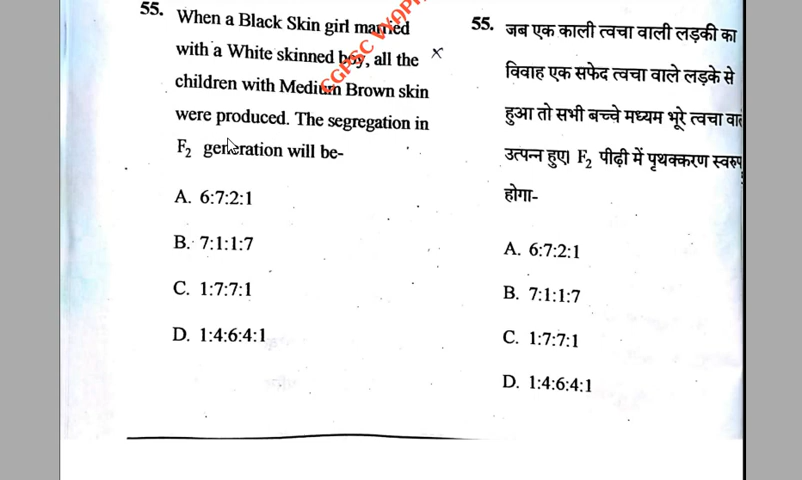 55. When a Black Skin girl married
with a White skinned boy, all the
children with Medium Brown skin
were produced. The segregation in
F₂ generation will be-
A. 6:7:2:1
B. 7:1:1:7
C. 1:7:7:1
D. 1:4:6:4:1
CGPSC VYAPA
55. जब एक काली त्वचा वाली लड़की का
विवाह एक सफेद त्वचा वाले लड़के से
हुआ तो सभी बच्चे मध्यम भूरे त्वचा
उत्पन्न हुए। F₂ पीढ़ी में पृथक्करण स्वरूप
होगा-
A. 6:7:2:1
B. 7:1:1:7
C. 1:7:7:1
D. 1:4:6:4:1